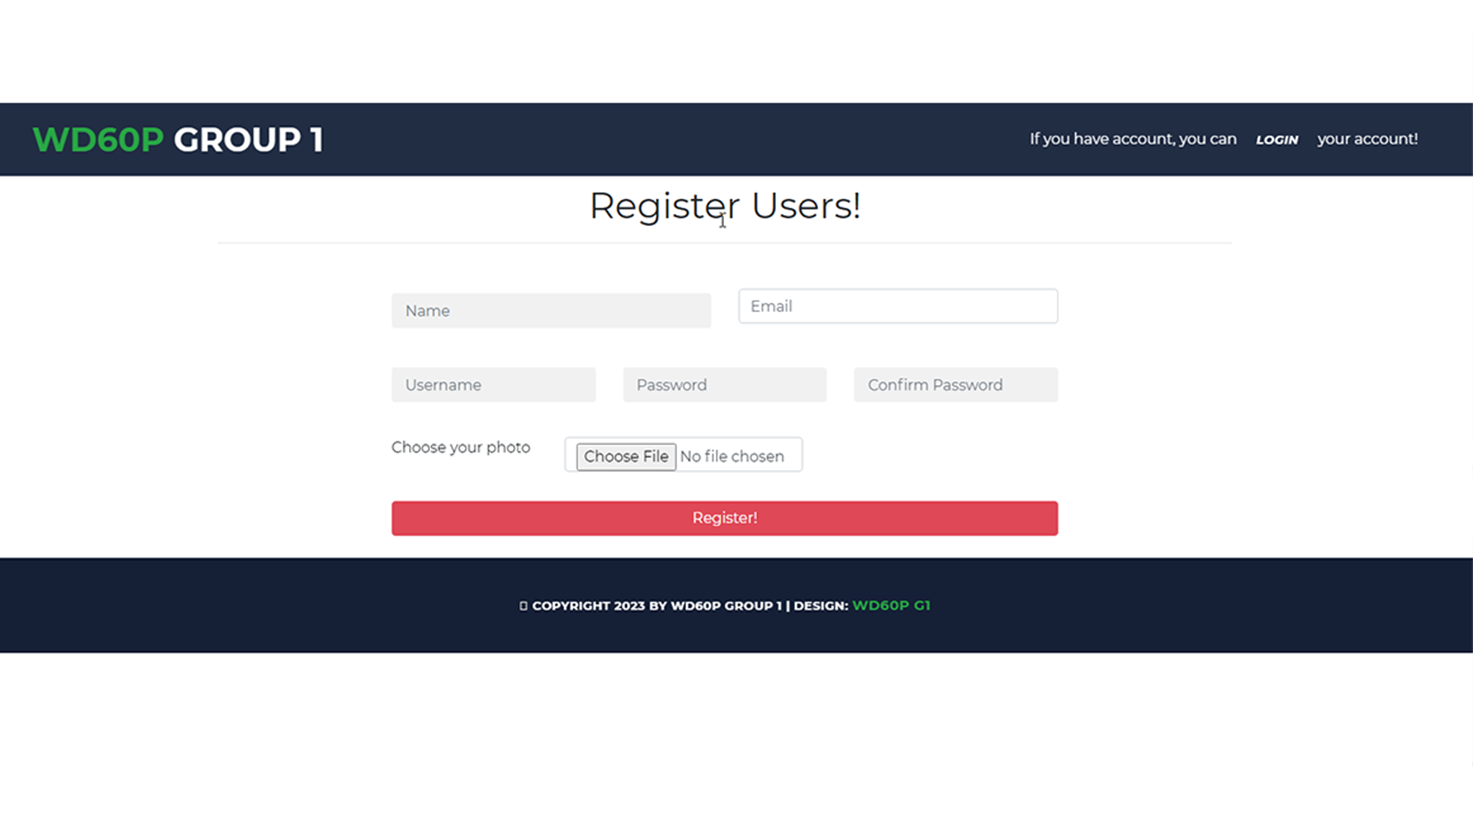 WD60P GROUP 1
If you have account, you can LOGIN your account!
Register Users!
Name
Email
Username
Password
Confirm Password
Choose your photo
Choose File No file chosen
Register!
COPYRIGHT 2023 BY WD60P GROUP 1 | DESIGN: WD60P G1